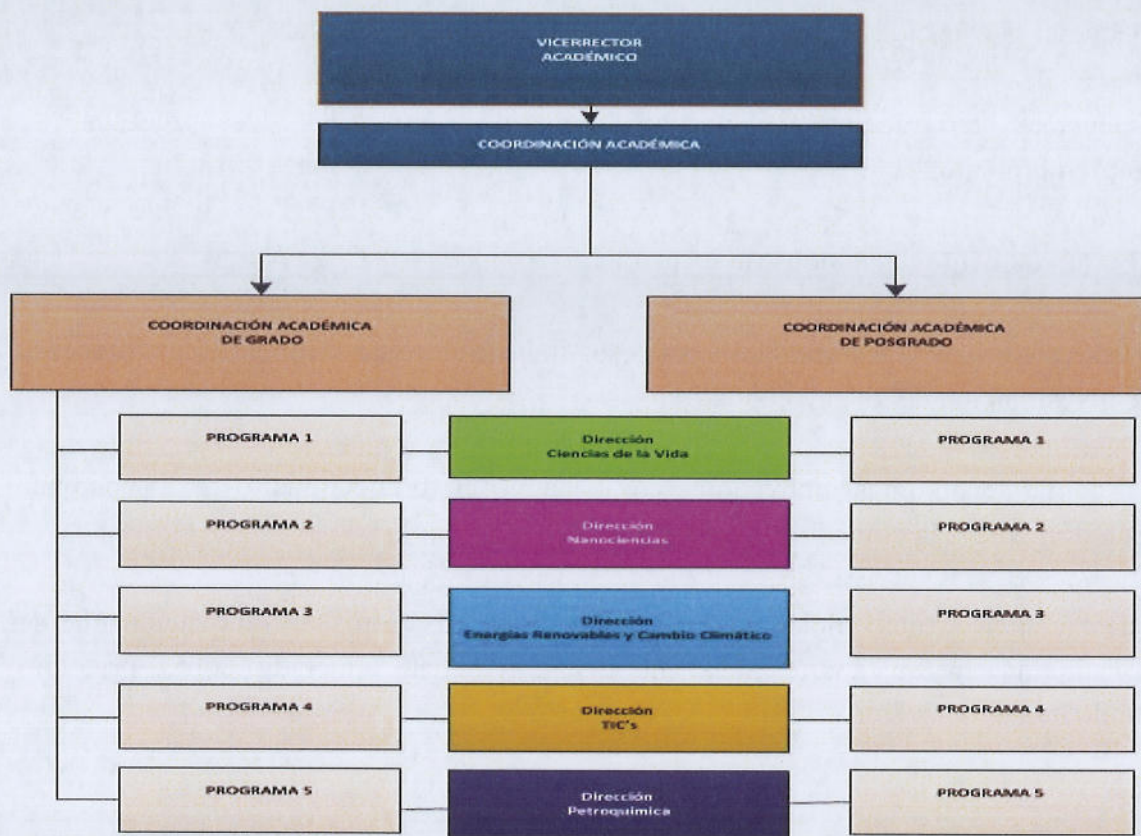 VICERRECTOR
ACADÉMICO
COORDINACIÓN ACADÉMICA
COORDINACIÓN ACADÉMICA
DE GRADO
COORDINACIÓN ACADÉMICA
DE POSGRADO
PROGRAMA 1
Dirección
Ciencias de la Vida
PROGRAMA 1
PROGRAMA 2
Dirección
Nanociencias
PROGRAMA 2
PROGRAMA 3
Dirección
Energías Renovables y Cambio Climático
PROGRAMA 3
PROGRAMA 4
Dirección
TIC's
PROGRAMA 4
PROGRAMA 5
Dirección
Petroquímica
PROGRAMA 5